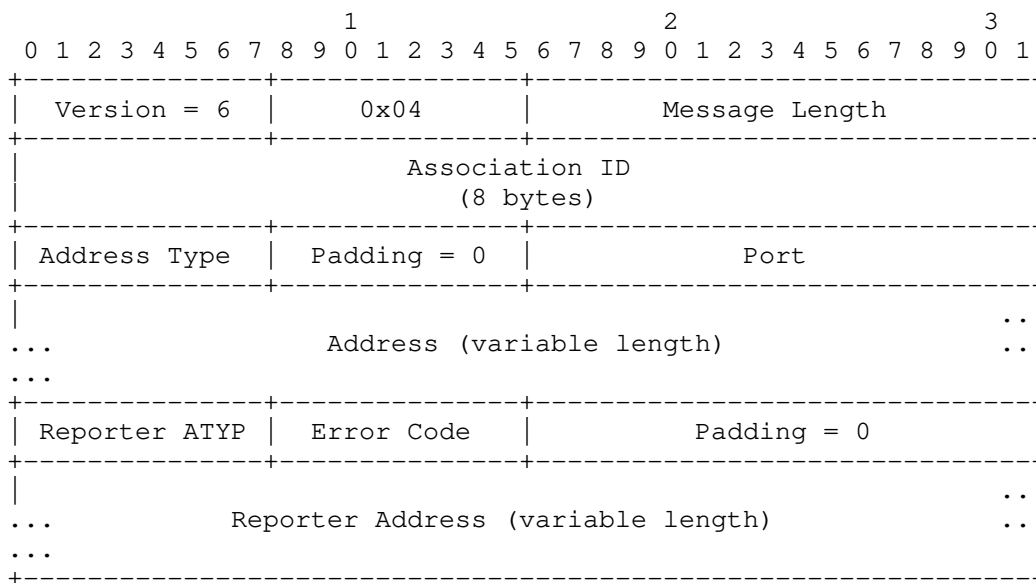 1 2 3
0 1 2 3 4 5 6 7 8 9 0 1 2 3 4 5 6 7 8 9 0 1 2 3 4 5 6 7 8 9 0 1
Version = 6 | 0x04 | Message Length
Association ID
(8 bytes)
Address Type | Padding = 0 | Port
..
... Address (variable length) ..
...
Reporter ATYP | Error Code | Padding = 0
..
... Reporter Address (variable length) ..
...